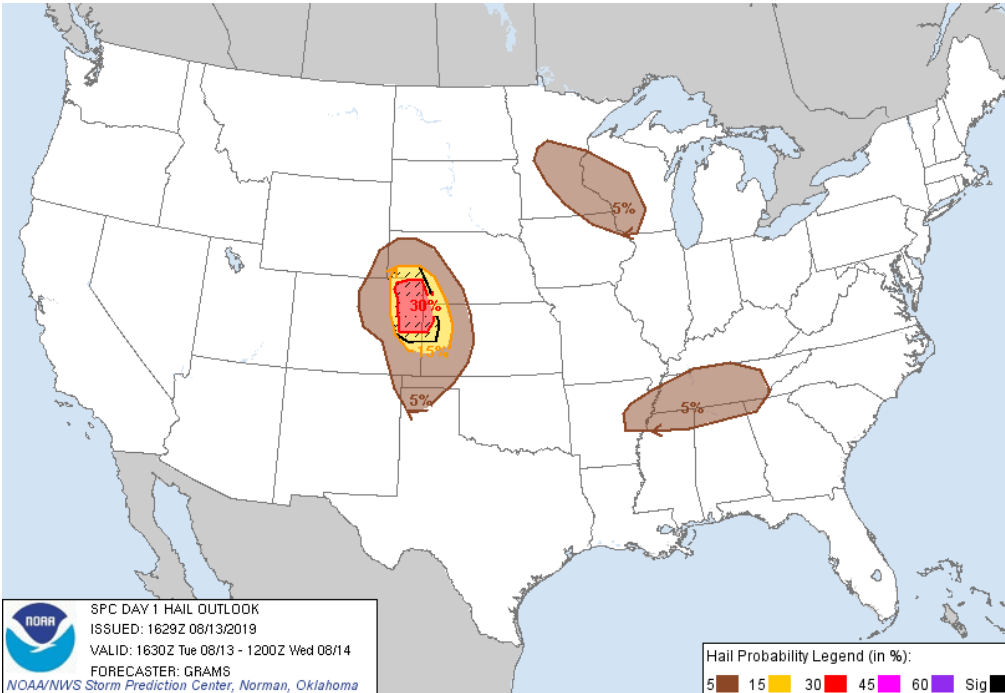 5%
30%
15%
5%
5%
NOAA
SPC DAY 1 HAIL OUTLOOK
ISSUED: 1629Z 08/13/2019
VALID: 1630Z Tue 08/13 - 1200Z Wed 08/14
FORECASTER: GRAMS
NOAA/NWS Storm Prediction Center, Norman, Oklahoma
Hail Probability Legend (in %):
5 15 30 45 60 Sig